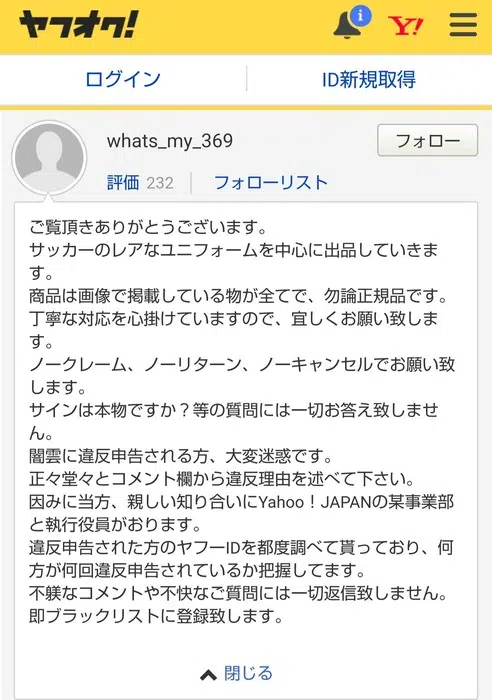 ヤフオク!
i
Y!
ログイン
ID新規取得
whats_my_369
フォロー
評価 232
フォローリスト
ご覧頂きありがとうございます。
サッカーのレアなユニフォームを中心に出品していきま
す。
商品は画像で掲載している物が全てで、勿論正規品です。
丁寧な対応を心掛けていますので、宜しくお願い致しま
す。
ノークレーム、ノーリターン、ノーキャンセルでお願い致
します。
サインは本物ですか？等の質問には一切お答え致しませ
ん。
闇雲に違反申告される方、大変迷惑です。
正々堂々とコメント欄から違反理由を述べて下さい。
因みに当方、親しい知り合いにYahoo！JAPANの某事業部
と執行役員がおります。
違反申告された方のヤフーIDを都度調べて貰っており、何
方が何回違反申告されているか把握してます。
不躾なコメントや不快なご質問には一切返信致しません。
即ブラックリストに登録致します。
閉じる